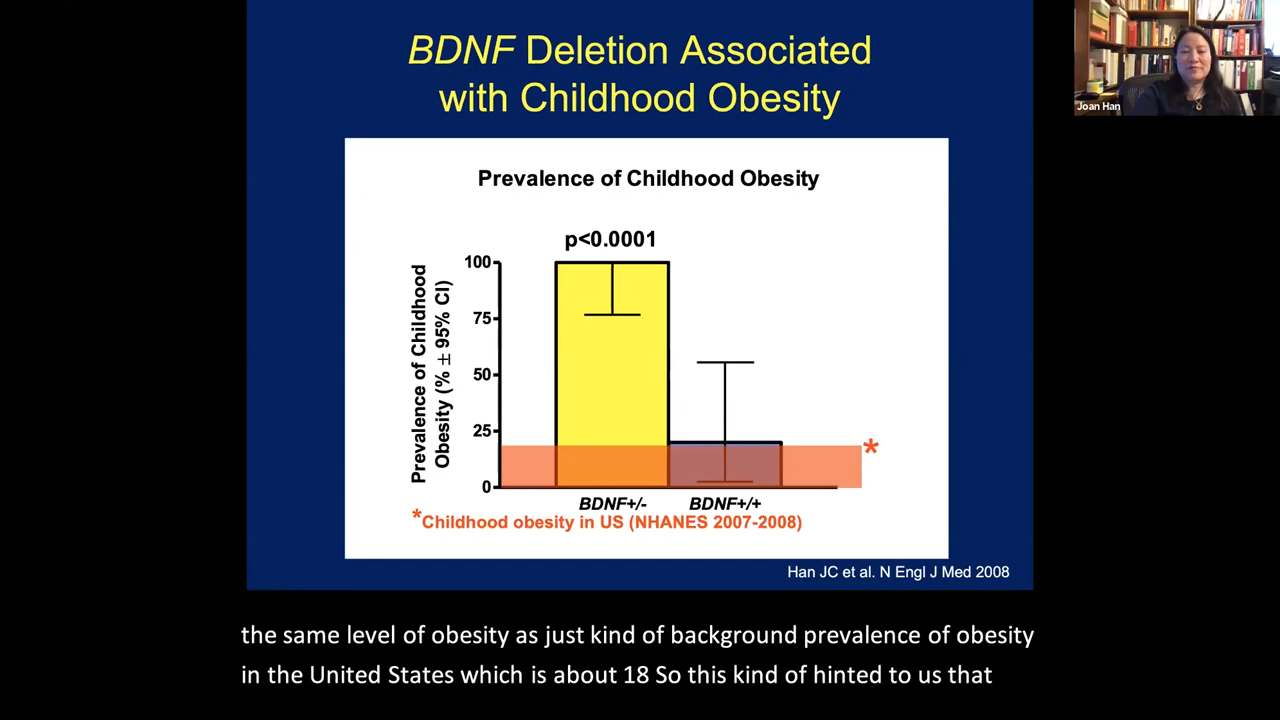 BDNF Deletion Associated
with Childhood Obesity
Joan Han
Prevalence of Childhood Obesity
p<0.0001
Prevalence of Childhood
Obesity (% ± 95% CI)
100
75
50
25
0
*
BDNF+/- BDNF+/+
*Childhood obesity in US (NHANES 2007-2008)
Han JC et al. N Engl J Med 2008
the same level of obesity as just kind of background prevalence of obesity
in the United States which is about 18 So this kind of hinted to us that